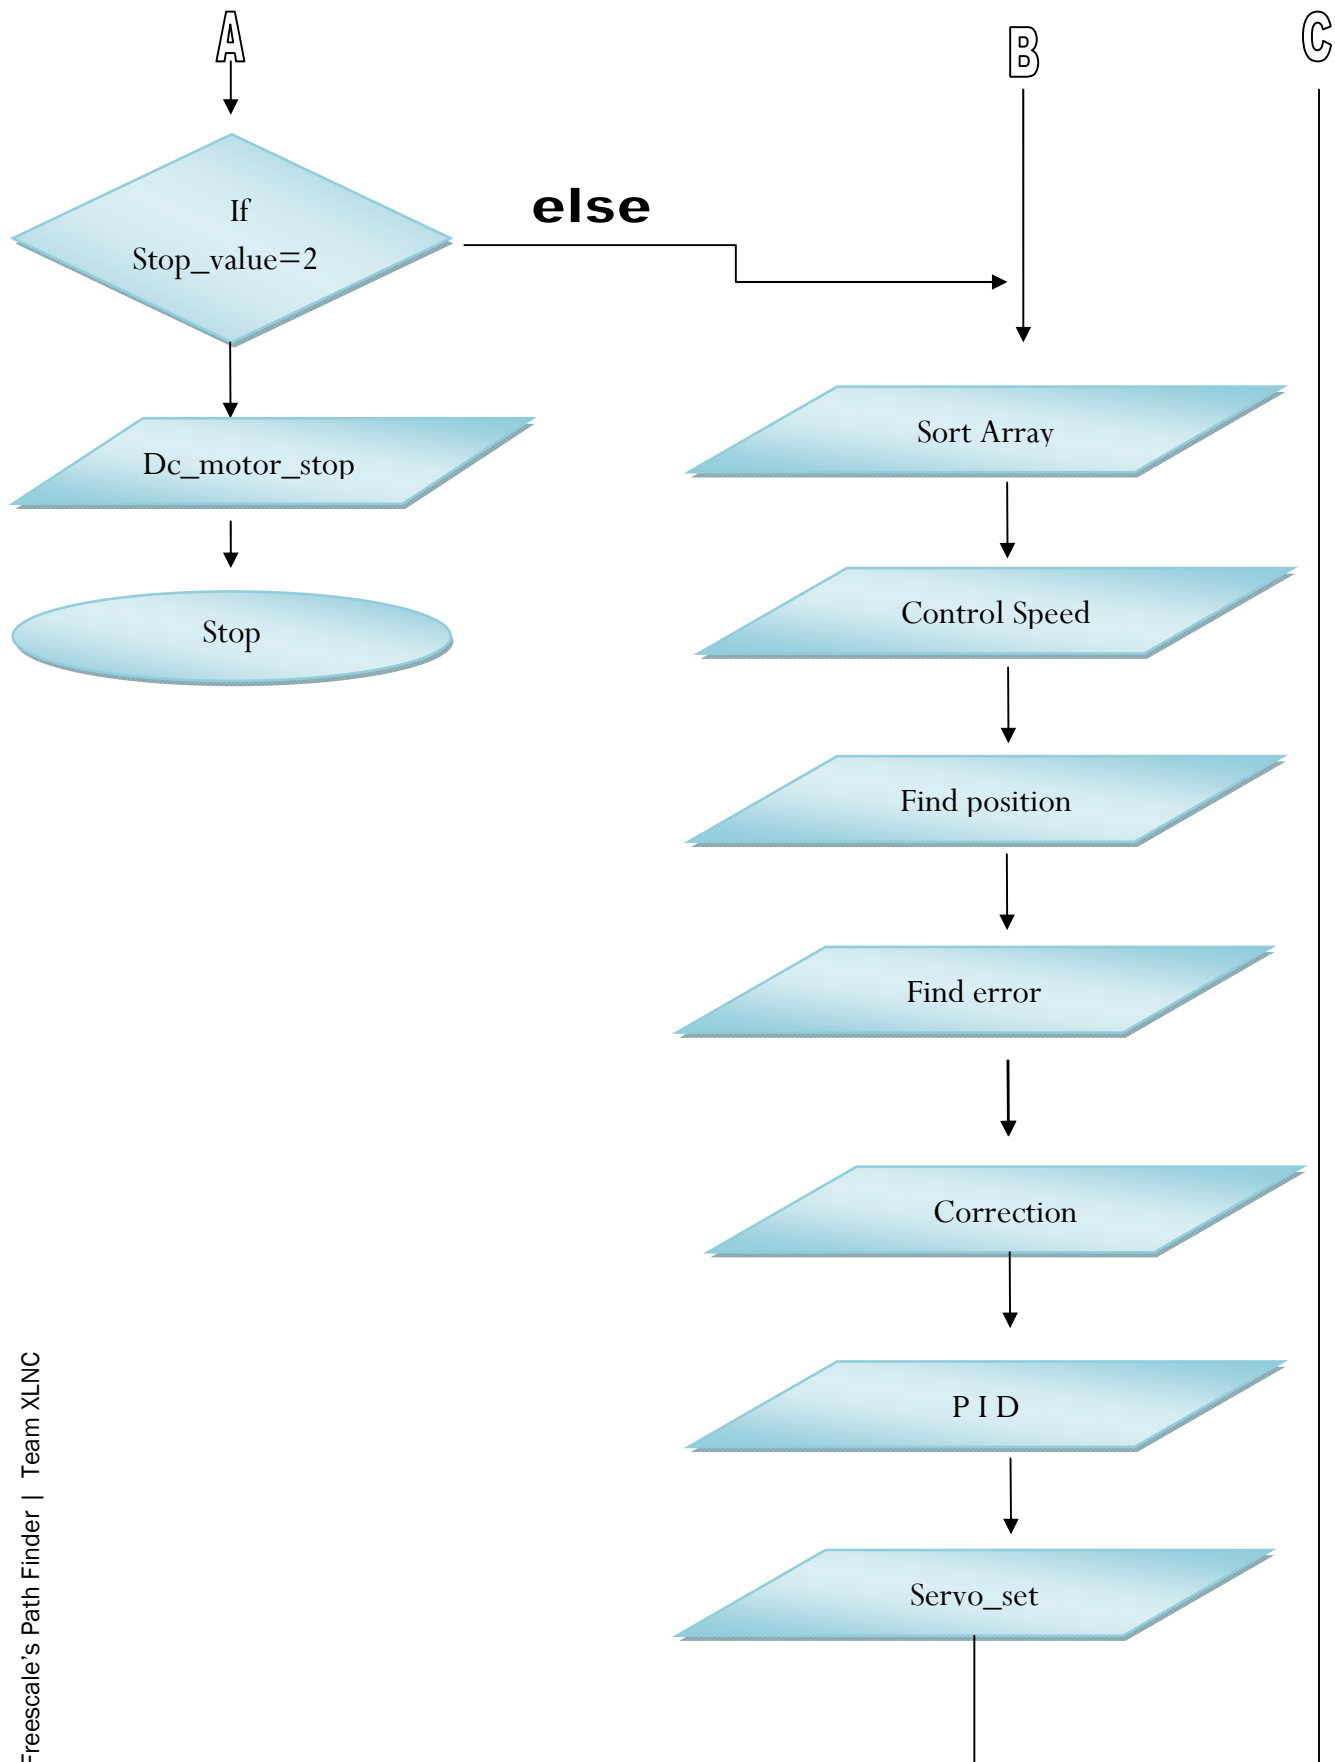 A
B
C
If
Stop_value=2
else
Dc_motor_stop
Stop
Sort Array
Control Speed
Find position
Find error
Correction
P I D
Servo_set
Freescale's Path Finder | Team XLNC